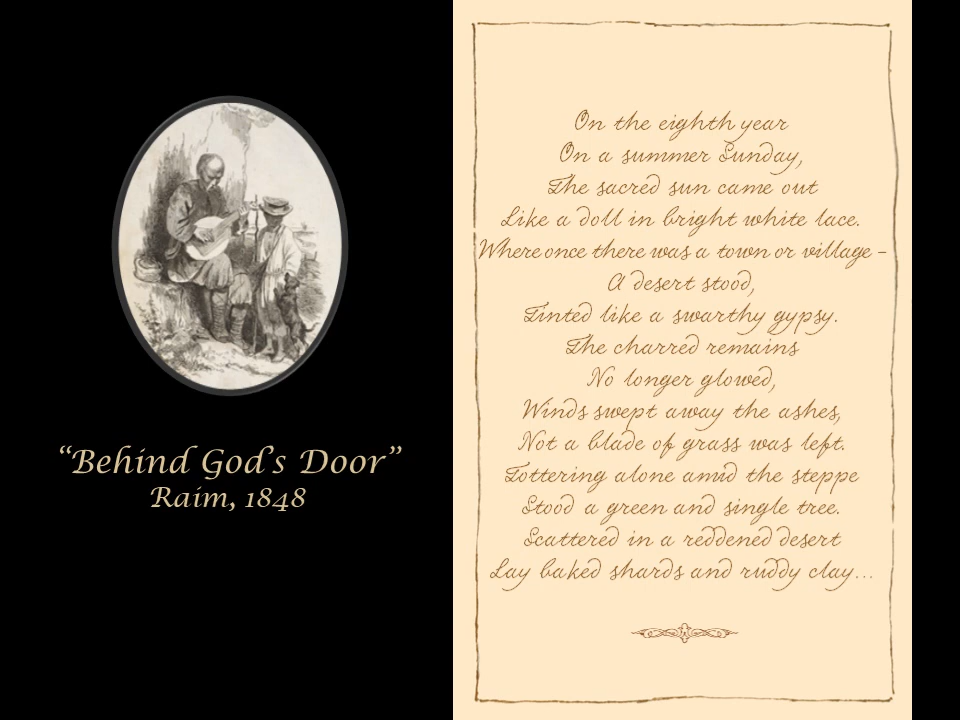 “Behind God’s Door”
Raim, 1848
On the eighth year
On a summer Sunday,
The sacred sun came out
Like a doll in bright white lace.
Where once there was a town or village –
A desert stood,
Tinted like a swarthy gypsy.
The charred remains
No longer glowed,
Winds swept away the ashes,
Not a blade of grass was left.
Tottering alone amid the steppe
Stood a green and single tree.
Scattered in a reddened desert
Lay baked shards and ruddy clay...